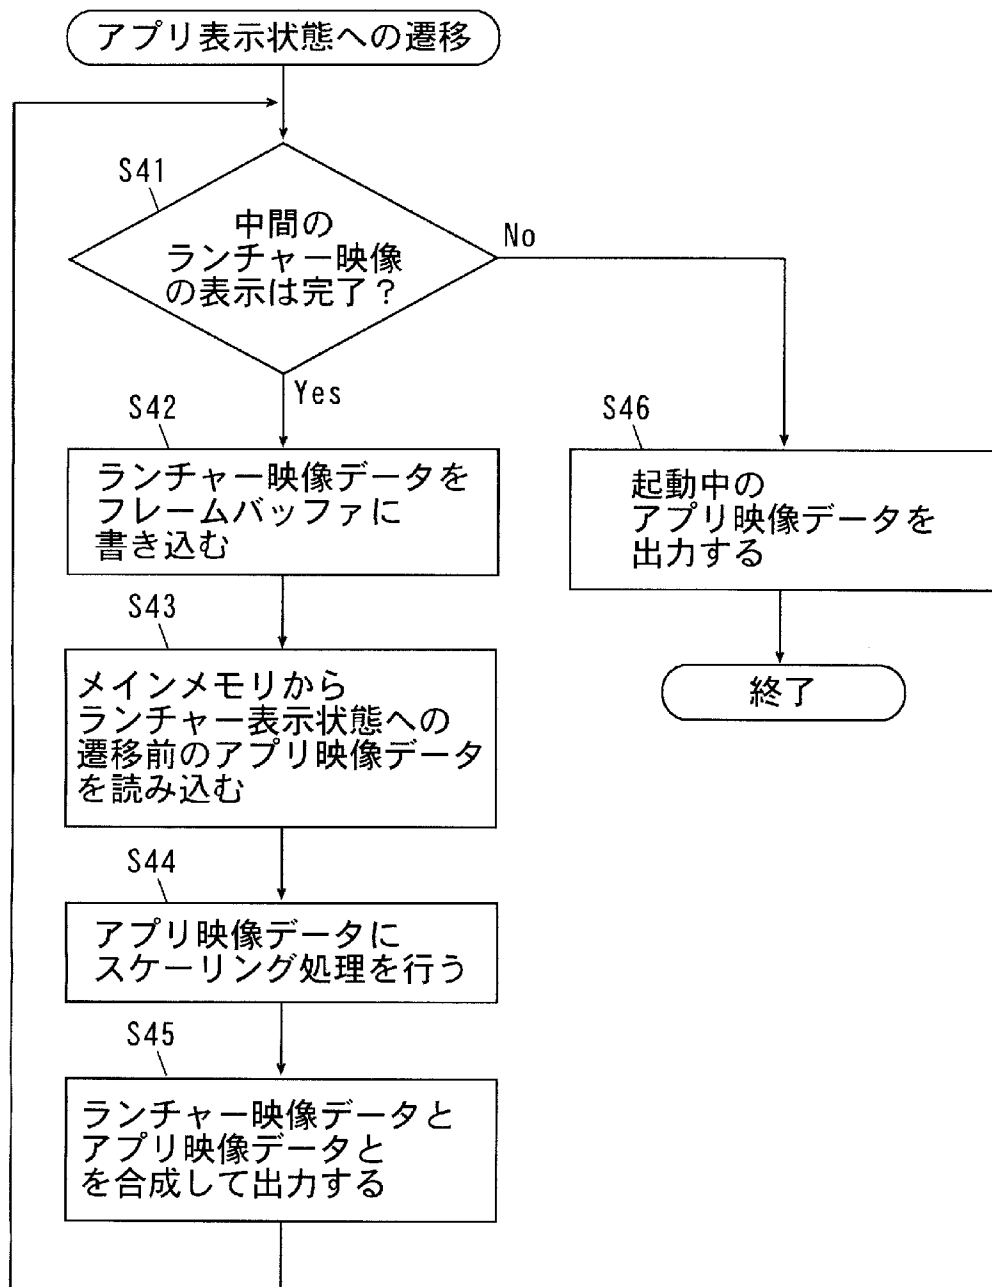 アプリ表示状態への遷移
S41
中間の
ランチャー映像
の表示は完了？
No
Yes
S42
ランチャー映像データを
フレームバッファに
書き込む
S46
起動中の
アプリ映像データを
出力する
S43
メインメモリから
ランチャー表示状態への
遷移前のアプリ映像データ
を読み込む
終了
S44
アプリ映像データに
スケーリング処理を行う
S45
ランチャー映像データと
アプリ映像データと
を合成して出力する